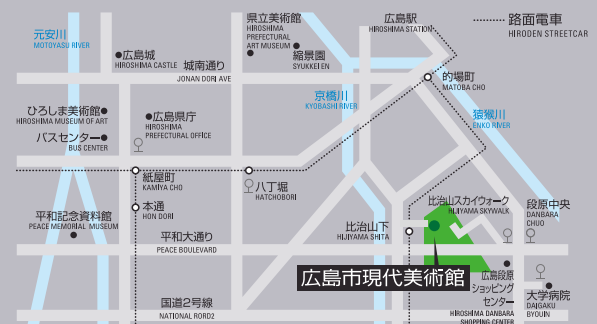 元安川
MOTOYASU RIVER
県立美術館
HIROSHIMA
PREFECTURAL
ART MUSEUM
広島駅
HIROSHIMA STATION
路面電車
HIRODEN STREETCAR
広島城
HIROSHIMA CASTLE
城南通り
JONAN DORI AVE
縮景園
SYUKKEI EN
的場町
MATOBA CHO
京橋川
KYOBASHI RIVER
猿猴川
ENKO RIVER
ひろしま美術館
HIROSHIMA MUSEUM OF ART
バスセンター
BUS CENTER
広島県庁
HIROSHIMA
PREFECTURAL OFFICE
紙屋町
KAMIYA CHO
八丁堀
HATCHOBORI
本通
HON DORI
平和記念資料館
PEACE MEMORIAL MUSEUM
平和大通り
PEACE BOULEVARD
比治山下
HIJIYAMA SHITA
比治山スカイウォーク
HIJIYAMA SKYWALK
段原中央
DANBARA
CHUO
広島市現代美術館
広島段原
ショッピング
センター
HIROSHIMA DANBARA
SHOPPING CENTER
大学病院
DAIGAKU
BYOUIN
国道2号線
NATIONAL RORD2